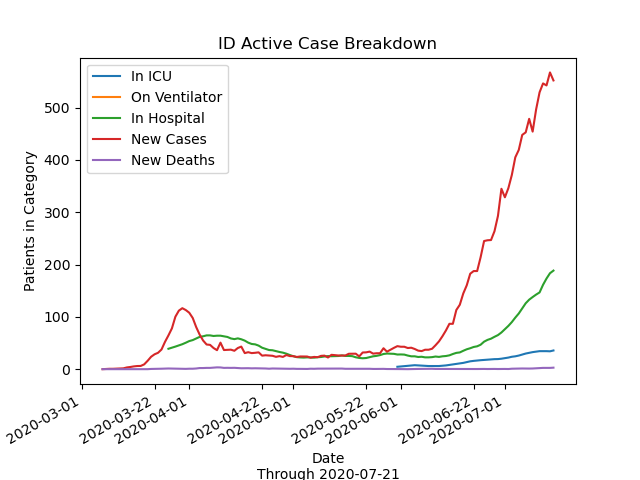 ID Active Case Breakdown
In ICU
On Ventilator
In Hospital
New Cases
New Deaths
500
400
300
200
100
0
Patients in Category
2020-03-01
2020-03-22
2020-04-01
2020-04-22
2020-05-01
2020-05-22
2020-06-01
2020-06-22
2020-07-01
Date
Through 2020-07-21